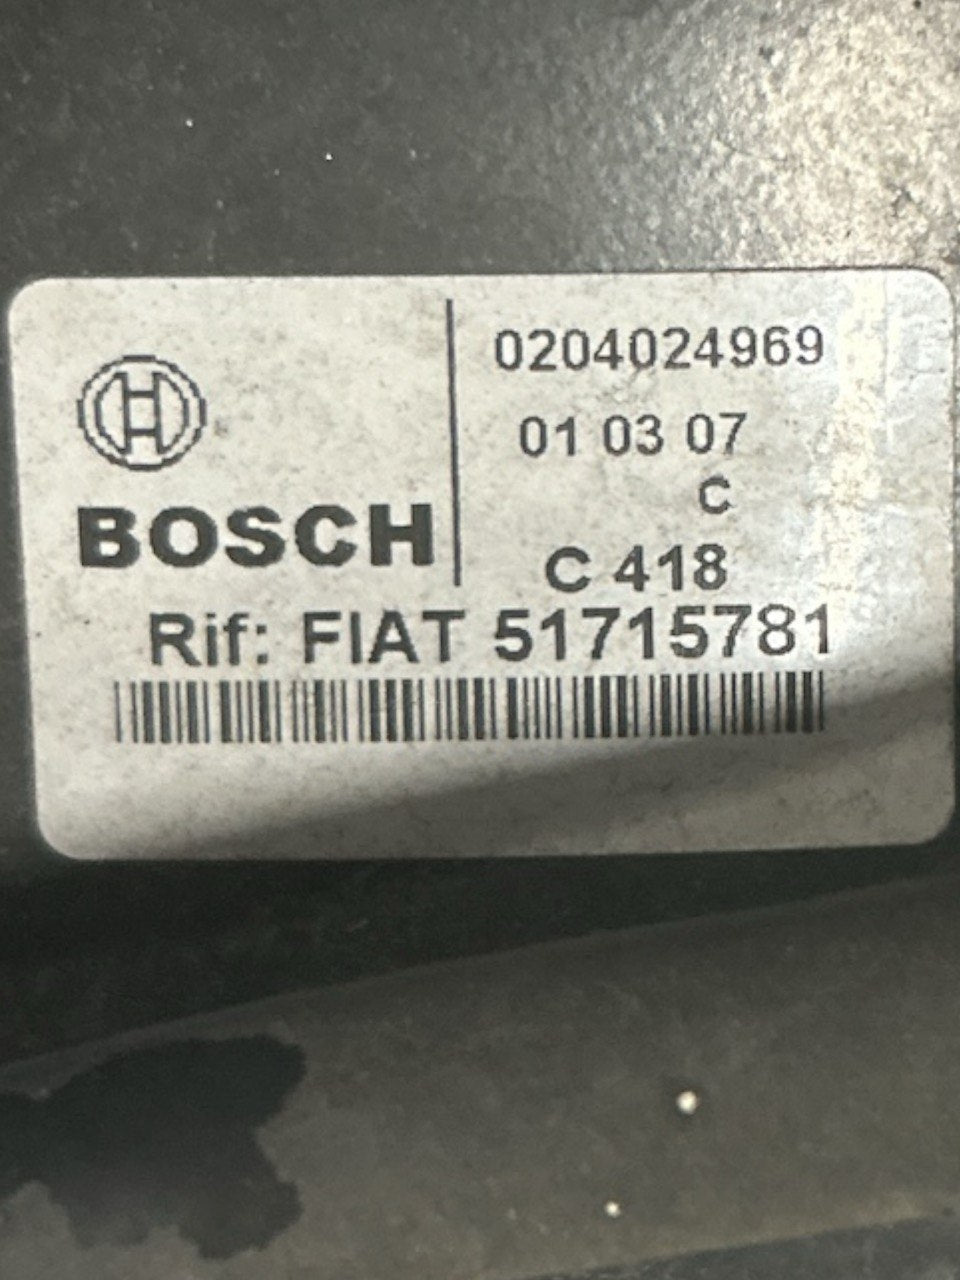 BOSCH
0204024969
01 03 07
C
C 418
Rif: FIAT 51715781